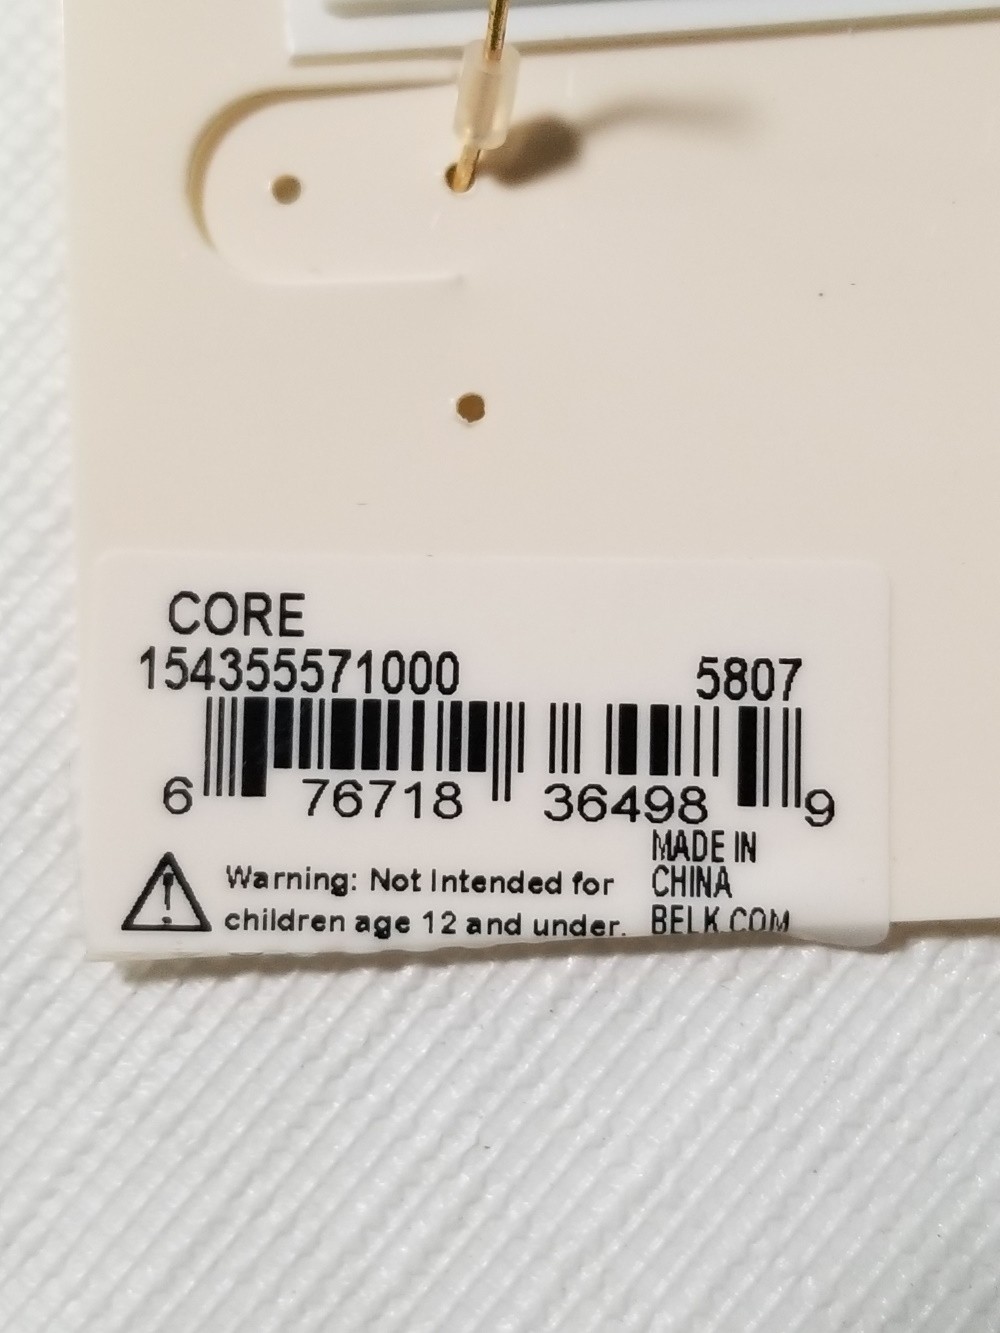 CORE
154355571000 5807
6 76718 36498 9
Warning: Not Intended for
children age 12 and under.
MADE IN
CHINA
BELK.COM